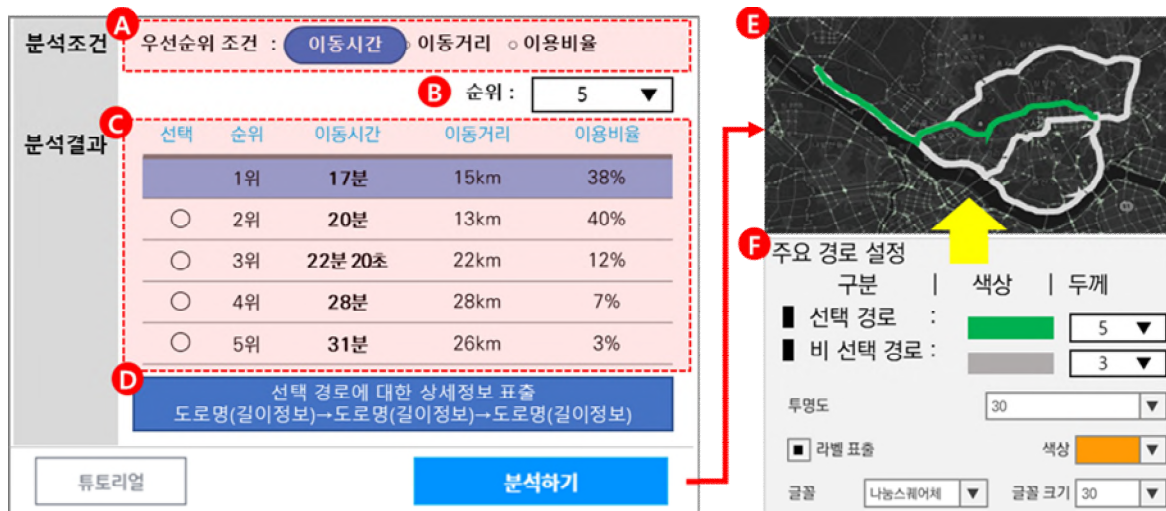 A
분석조건 우선순위 조건 : 이동시간 이동거리 이용비율
B 순위 : 5
C
분석결과
선택 순위 이동시간 이동거리 이용비율
1위 17분 15km 38%
2위 20분 13km 40%
3위 22분 20초 22km 12%
4위 28분 28km 7%
5위 31분 26km 3%
D
선택 경로에 대한 상세정보 표출
도로명(길이정보)→도로명(길이정보)→도로명(길이정보)
튜토리얼 분석하기
E
F
주요 경로 설정
구분 | 색상 | 두께
선택 경로 : 5
비 선택 경로 : 3
투명도 30
라벨 표출 색상
글꼴 나눔스퀘어체 글꼴 크기 30